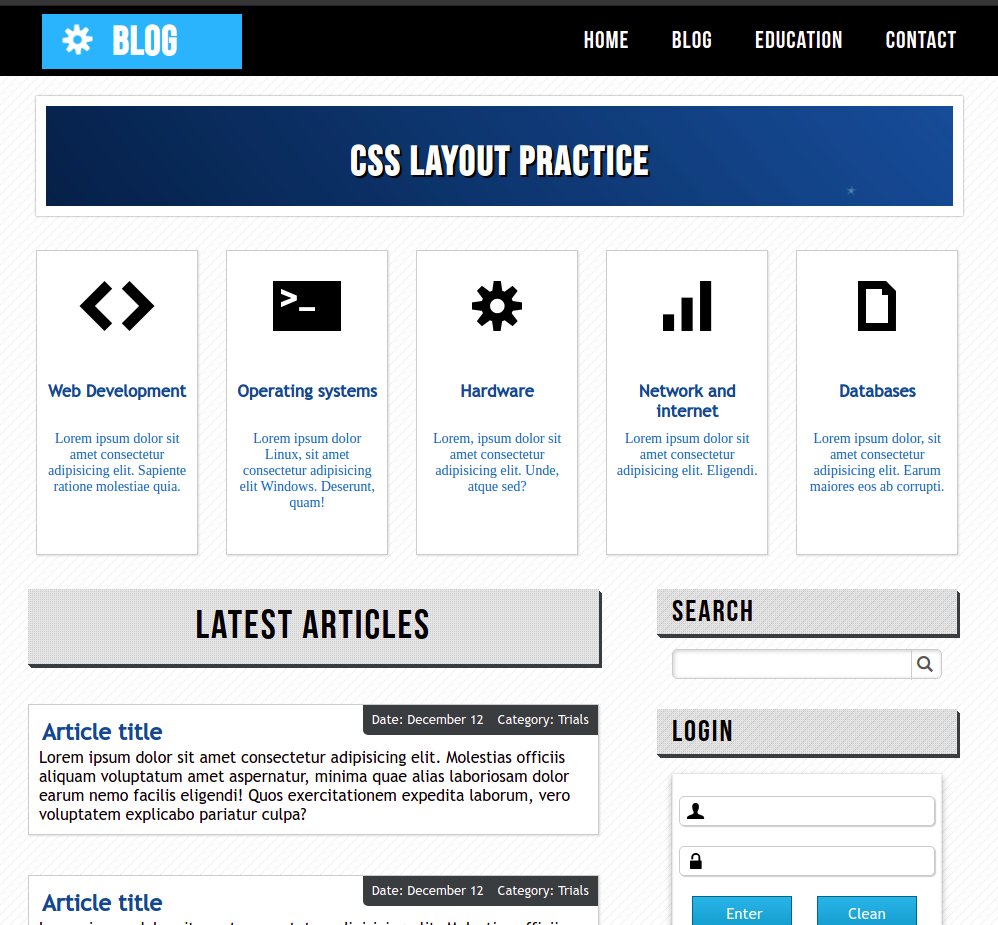 BLOG
HOME BLOG EDUCATION CONTACT
CSS LAYOUT PRACTICE
Web Development
Lorem ipsum dolor sit
amet consectetur
adipisicing elit. Sapiente
ratione molestiae quia.
>_
Operating systems
Lorem ipsum dolor
Linux, sit amet
consectetur adipisicing
elit Windows. Deserunt,
quam!
Hardware
Lorem, ipsum dolor sit
amet consectetur
adipisicing elit. Unde,
atque sed?
Network and
internet
Lorem ipsum dolor sit
amet consectetur
adipisicing elit. Eligendi.
Databases
Lorem ipsum dolor, sit
amet consectetur
adipisicing elit. Earum
maiores eos ab corrupti.
LATEST ARTICLES
Article title
Date: December 12 Category: Trials
Lorem ipsum dolor sit amet consectetur adipisicing elit. Molestias officiis
aliquam voluptatum amet aspernatur, minima quae alias laboriosam dolor
earum nemo facilis eligendi! Quos exercitationem expedita laborum, vero
voluptatem explicabo pariatur culpa?
Article title
Date: December 12 Category: Trials
SEARCH
LOGIN
Enter Clean